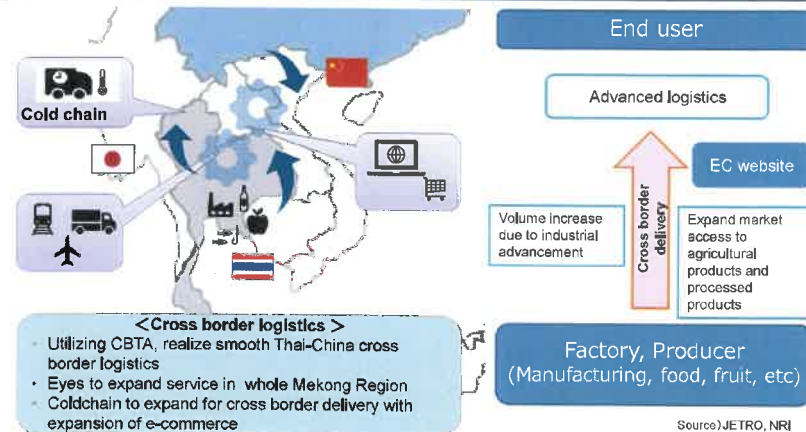 Cold chain
<Cross border logistics >
Utilizing CBTA, realize smooth Thai-China cross
border logistics
Eyes to expand service in whole Mekong Region
Coldchain to expand for cross border delivery with
expansion of e-commerce
End user
Advanced logistics
EC website
Cross border
delivery
Volume increase
due to industrial
advancement
Expand market
access to
agricultural
products and
processed
products
Factory, Producer
(Manufacturing, food, fruit, etc)
Source)JETRO, NRI